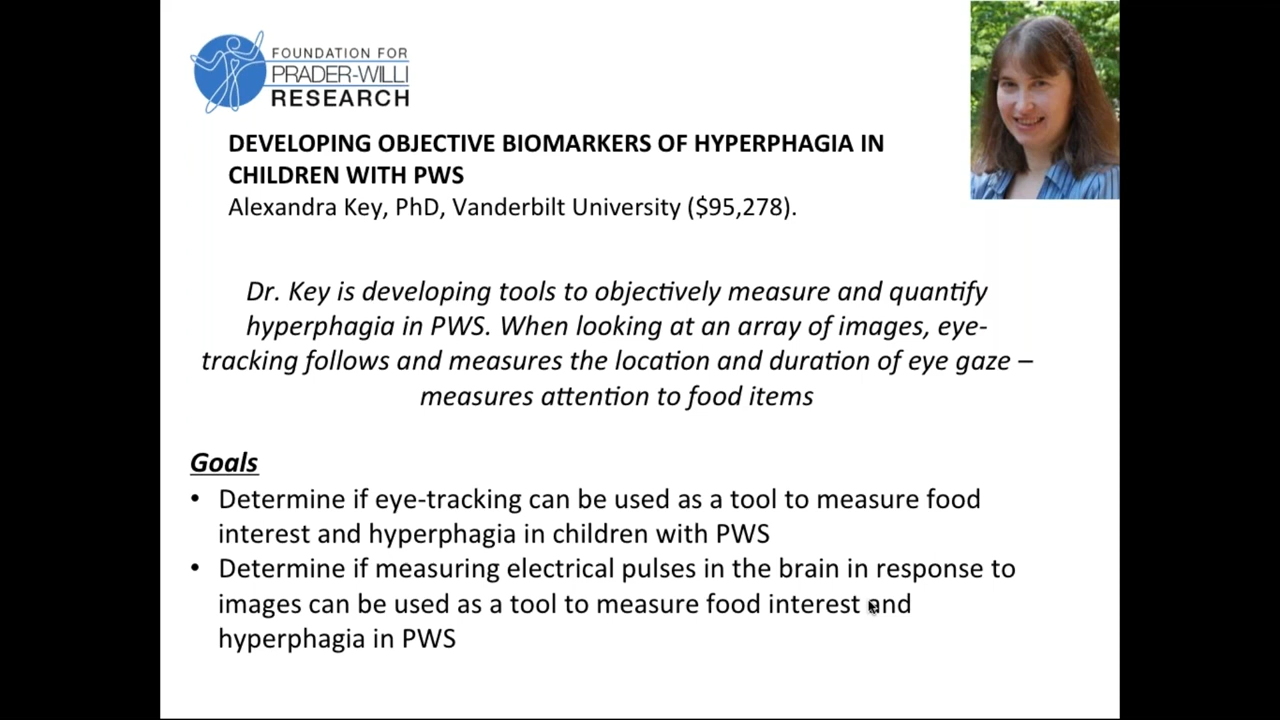 FOUNDATION FOR
PRADER-WILLI
RESEARCH
DEVELOPING OBJECTIVE BIOMARKERS OF HYPERPHAGIA IN
CHILDREN WITH PWS
Alexandra Key, PhD, Vanderbilt University ($95,278).
Dr. Key is developing tools to objectively measure and quantify
hyperphagia in PWS. When looking at an array of images, eye-
tracking follows and measures the location and duration of eye gaze –
measures attention to food items
Goals
• Determine if eye-tracking can be used as a tool to measure food
interest and hyperphagia in children with PWS
• Determine if measuring electrical pulses in the brain in response to
images can be used as a tool to measure food interest and
hyperphagia in PWS